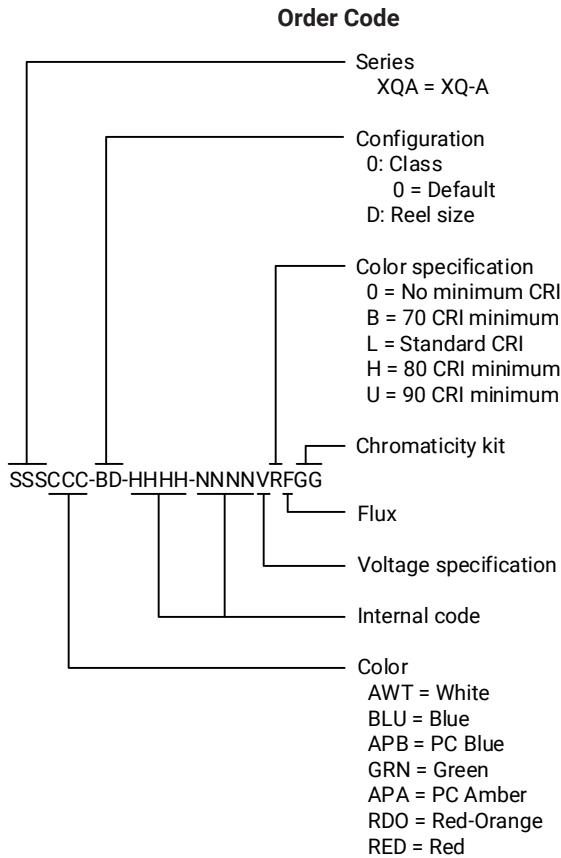 Order Code
Series
XQA = XQ-A
Configuration
0: Class
0 = Default
D: Reel size
Color specification
0 = No minimum CRI
B = 70 CRI minimum
L = Standard CRI
H = 80 CRI minimum
U = 90 CRI minimum
Chromaticity kit
SSSCCC-BD-HHHH-NNNNVRFGG
Flux
Voltage specification
Internal code
Color
AWT = White
BLU = Blue
APB = PC Blue
GRN = Green
APA = PC Amber
RDO = Red-Orange
RED = Red